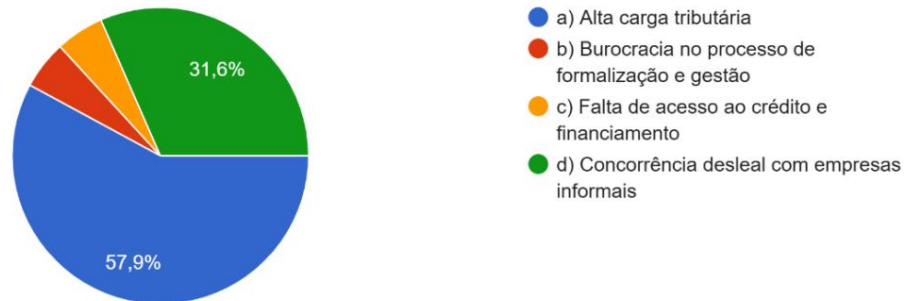 31,6%
57,9%
a) Alta carga tributária
b) Burocracia no processo de
formalização e gestão
c) Falta de acesso ao crédito e
financiamento
d) Concorrência desleal com empresas
informais